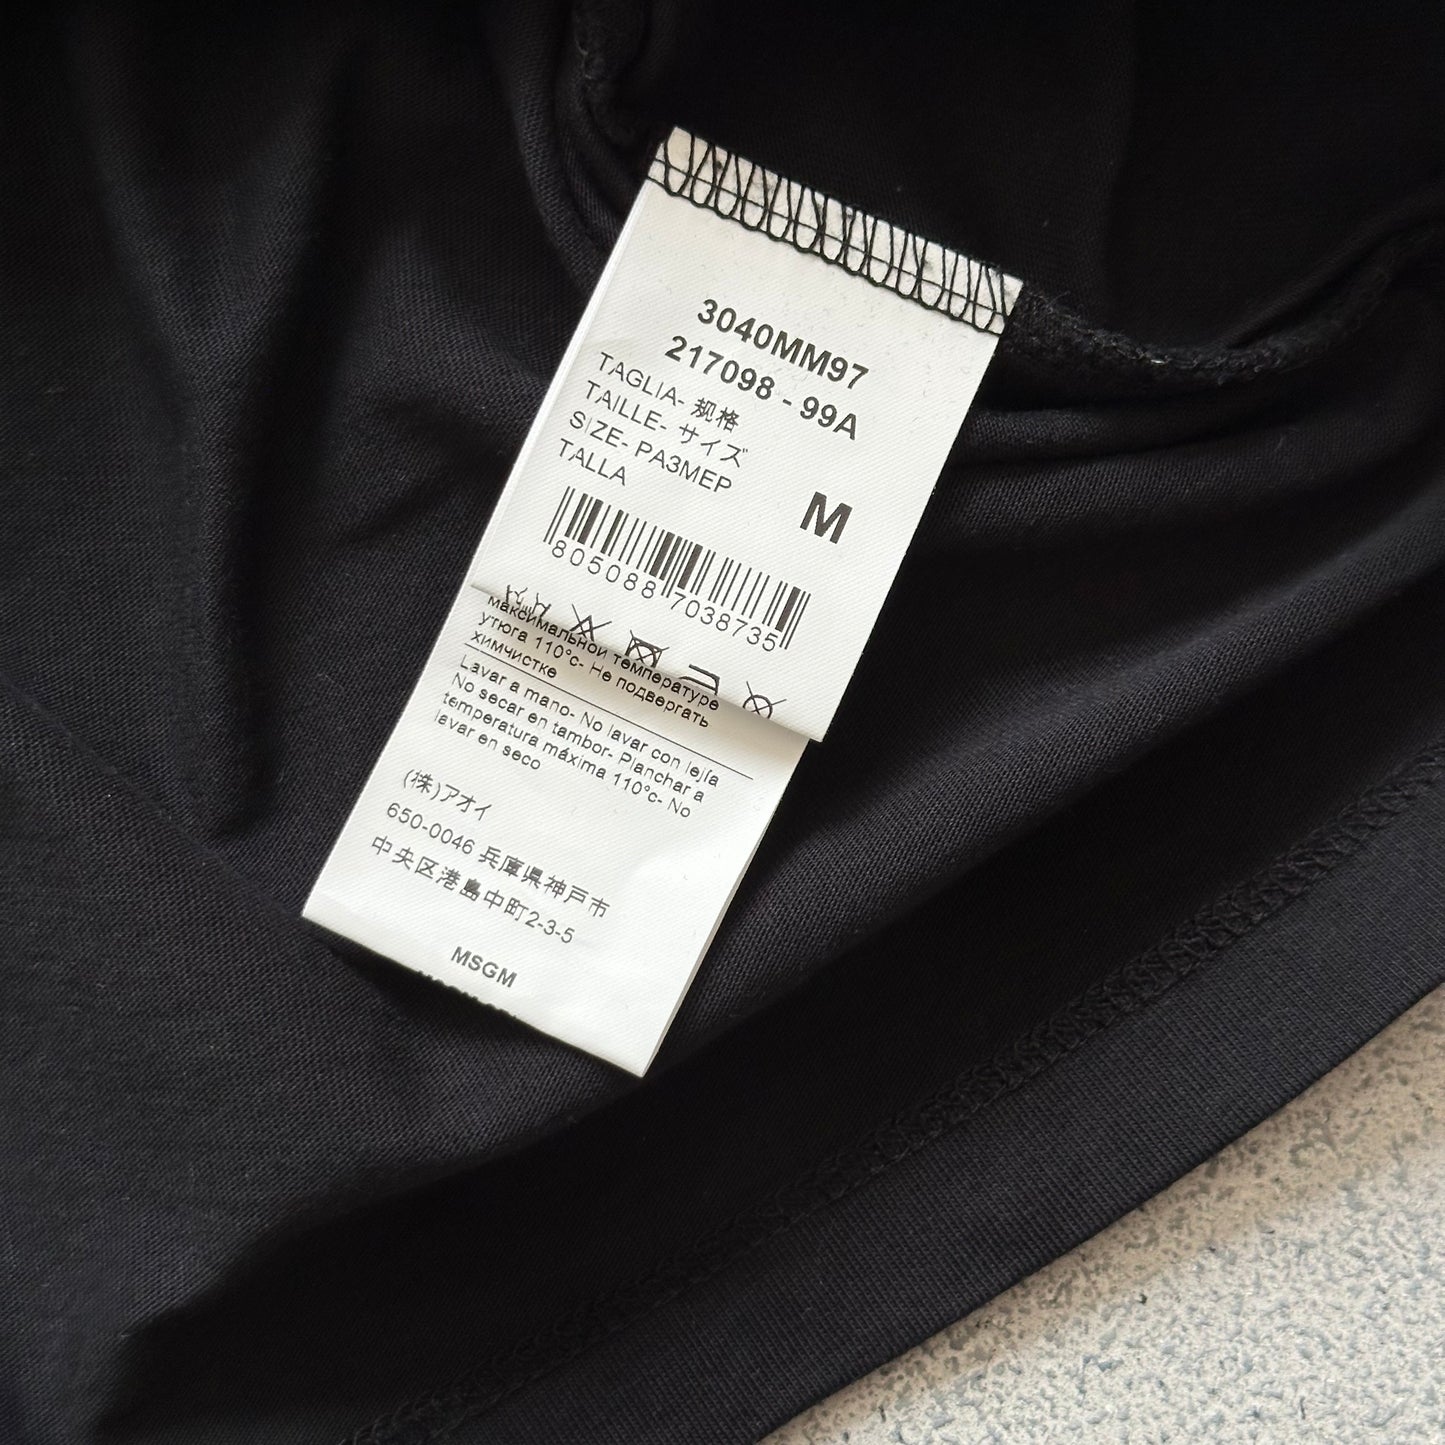 3040MM97
217098 - 99A
TAGLIA- 规格
TAILLE- サイズ
SIZE- РАЗМЕР
TALLA
M
8050887038735
максимальной температуре
утюга 110°c- Не подвергать
химчистке
Lavar a mano- No lavar con lejía
No secar en tambor- Planchar a
temperatura máxima 110°c- No
lavar en seco
(株)アオイ
650-0046 兵庫県神戸市
中央区港島中町2-3-5
MSGM